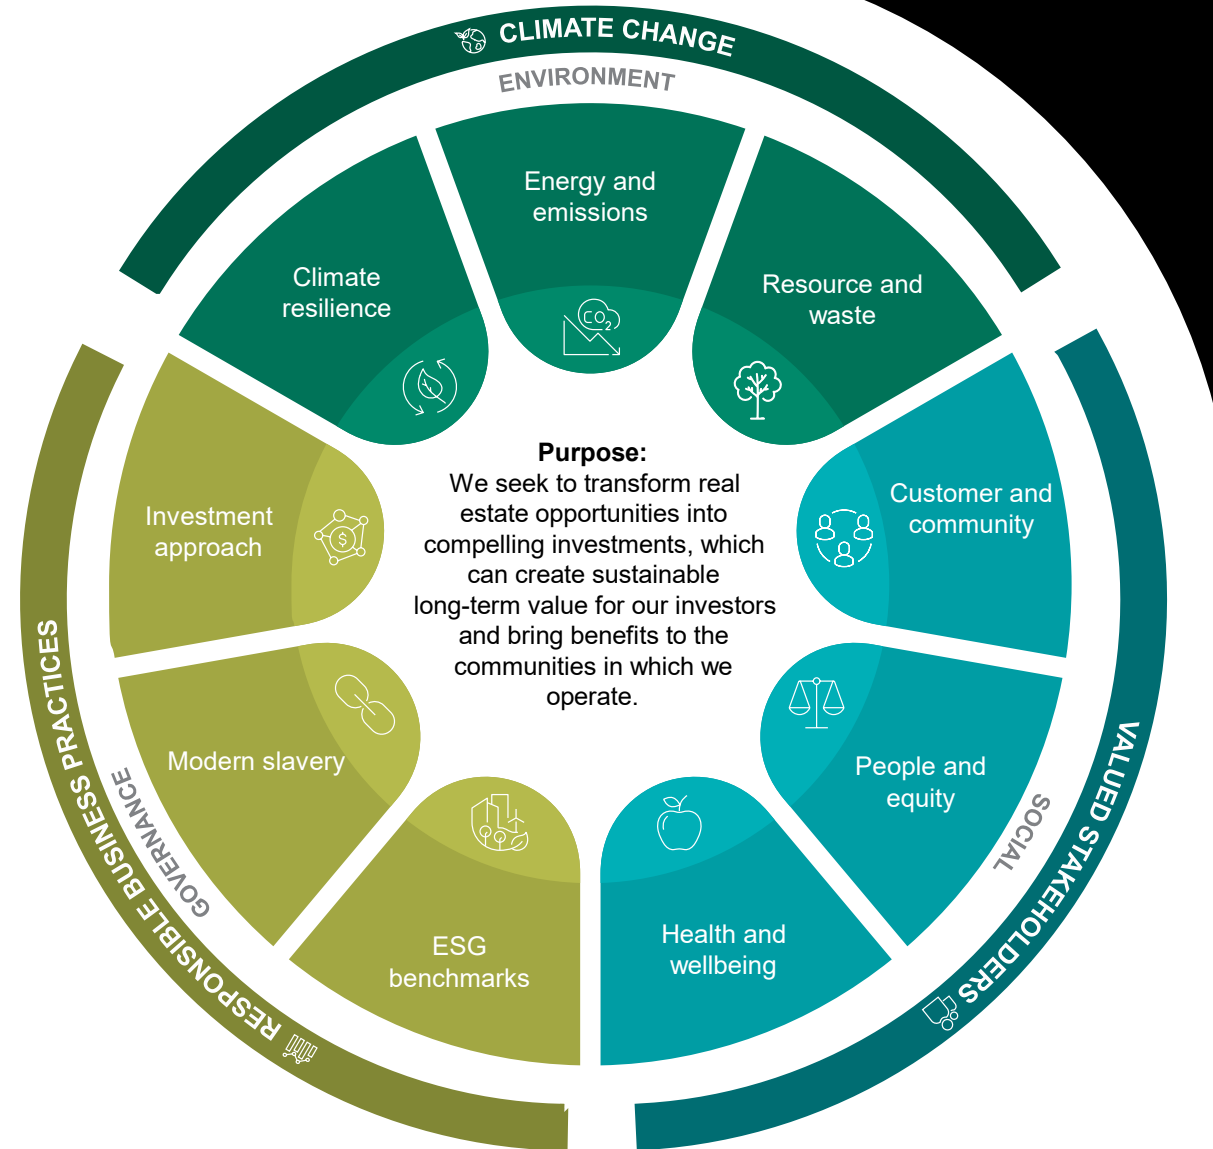 CLIMATE CHANGE
ENVIRONMENT
Energy and
emissions
Climate
resilience
Resource and
waste
CO2
Investment
approach
$
Purpose:
We seek to transform real
estate opportunities into
compelling investments, which
can create sustainable
long-term value for our investors
and bring benefits to the
communities in which we
operate.
Customer and
community
Modern slavery
People and
equity
ESG
benchmarks
Health and
wellbeing
GOVERNANCE
SOCIAL
RESPONSIBLE BUSINESS PRACTICES
VALUED STAKEHOLDERS